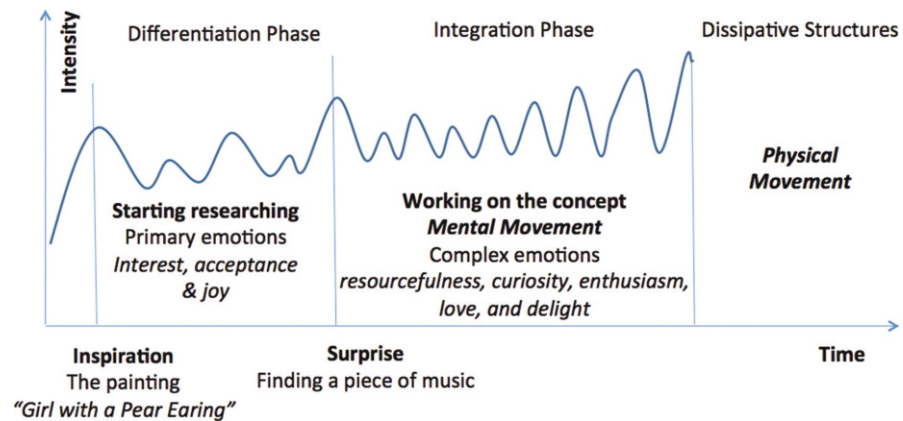 Differentiation Phase
Integration Phase
Dissipative Structures
Intensity
Physical
Movement
Starting researching
Primary emotions
Interest, acceptance
& joy
Working on the concept
Mental Movement
Complex emotions
resourcefulness, curiosity, enthusiasm,
love, and delight
Inspiration
The painting
“Girl with a Pear Earing”
Surprise
Finding a piece of music
Time